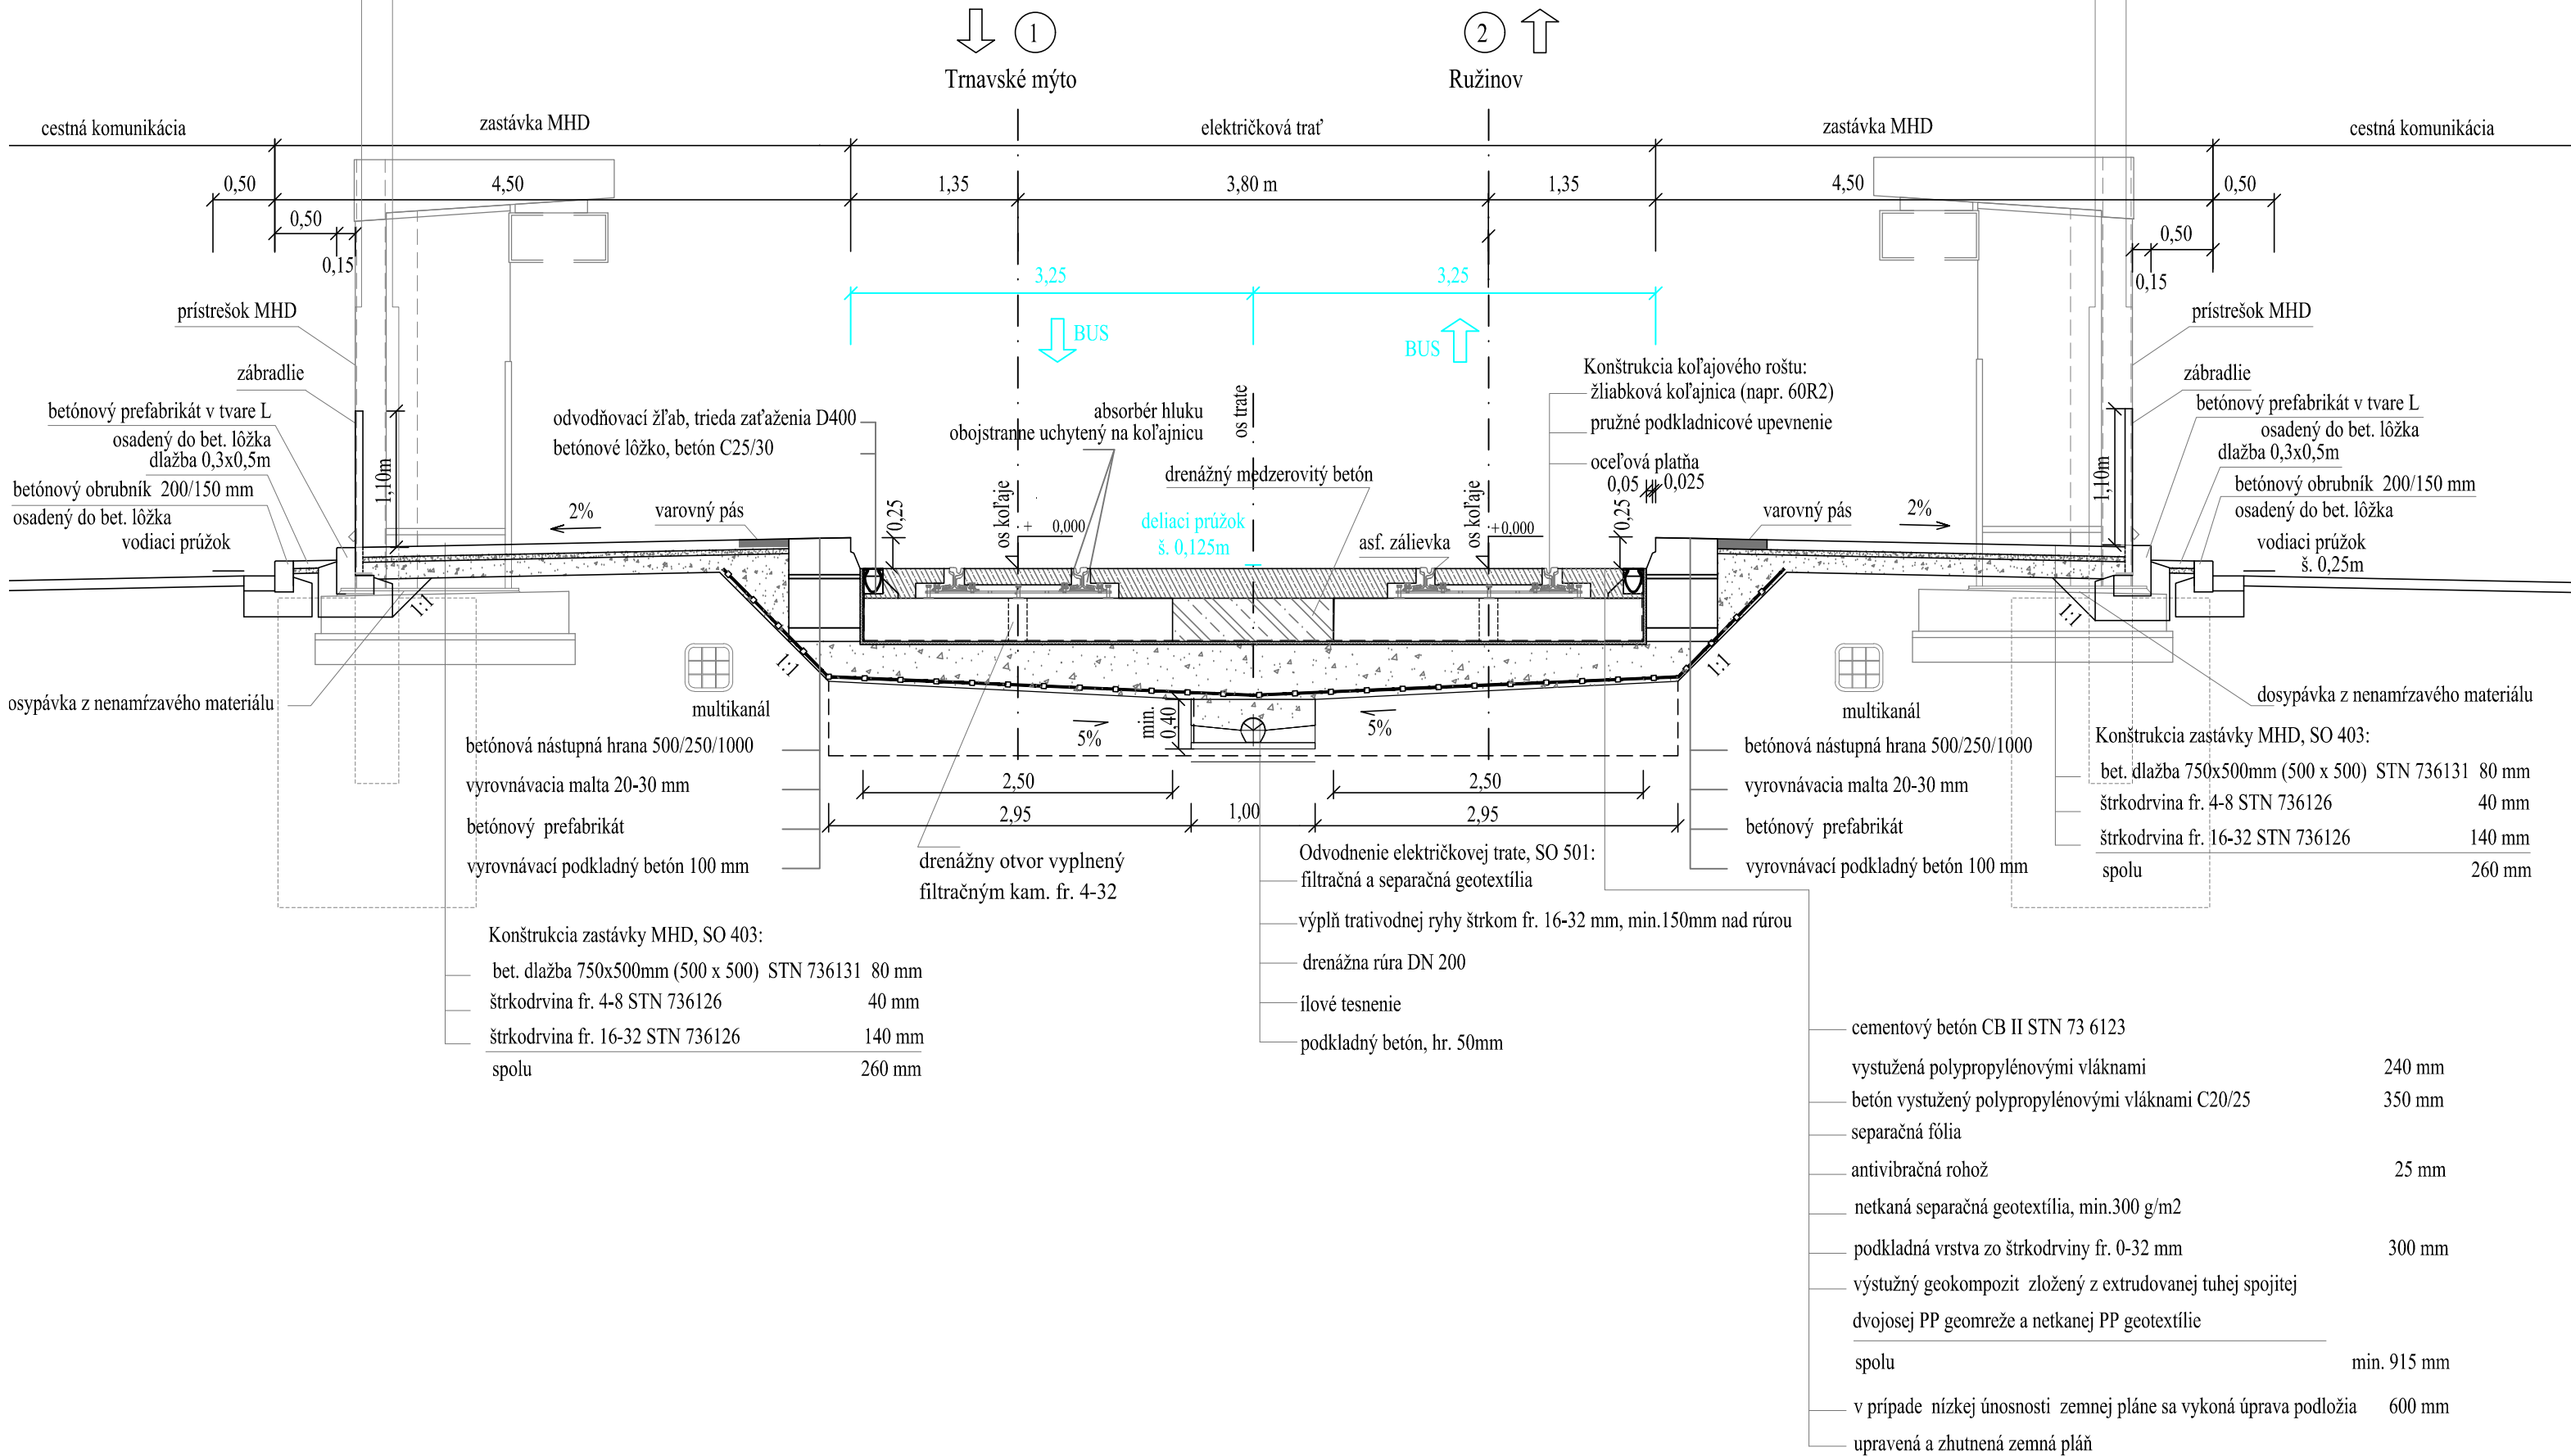 1
2
Trnavské mýto
Ružinov
cestná komunikácia
zastávka MHD
električková trať
zastávka MHD
cestná komunikácia
0,50
4,50
1,35
3,80 m
1,35
4,50
0,50
0,50
0,15
0,50
0,15
3,25
3,25
BUS
BUS
prístrešok MHD
zábradlie
betónový prefabrikát v tvare L
osadený do bet. lôžka
dlažba 0,3x0,5m
betónový obrubník 200/150 mm
osadený do bet. lôžka
vodiaci prúžok
1,10m
2%
varovný pás
odvodňovací žľab, trieda zaťaženia D400
betónové lôžko, betón C25/30
0,25
os koľaje
+ 0,000
absorbér hluku
obojstranne uchytený na koľajnicu
os trate
drenážný medzerovitý betón
deliaci prúžok
š. 0,125m
asf. zálievka
os koľaje
+0,000
Konštrukcia koľajového roštu:
žliabková koľajnica (napr. 60R2)
pružné podkladnicové upevnenie
oceľová platňa
0,05
0,025
0,25
varovný pás
2%
1,10m
prístrešok MHD
zábradlie
betónový prefabrikát v tvare L
osadený do bet. lôžka
dlažba 0,3x0,5m
betónový obrubník 200/150 mm
osadený do bet. lôžka
vodiaci prúžok
š. 0,25m
1:1
1:1
1:1
1:1
osypávka z nenamŕzavého materiálu
multikanál
multikanál
dosypávka z nenamŕzavého materiálu
5%
min.
0,40
5%
2,50
2,50
2,95
1,00
2,95
betónová nástupná hrana 500/250/1000
vyrovnávacia malta 20-30 mm
betónový prefabrikát
vyrovnávací podkladný betón 100 mm
drenážny otvor vyplnený
filtračným kam. fr. 4-32
betónová nástupná hrana 500/250/1000
vyrovnávacia malta 20-30 mm
betónový prefabrikát
vyrovnávací podkladný betón 100 mm
Konštrukcia zastávky MHD, SO 403:
bet. dlažba 750x500mm (500 x 500) STN 736131 80 mm
štrkodrvina fr. 4-8 STN 736126 40 mm
štrkodrvina fr. 16-32 STN 736126 140 mm
spolu 260 mm
Konštrukcia zastávky MHD, SO 403:
bet. dlažba 750x500mm (500 x 500) STN 736131 80 mm
štrkodrvina fr. 4-8 STN 736126 40 mm
štrkodrvina fr. 16-32 STN 736126 140 mm
spolu 260 mm
Odvodnenie električkovej trate, SO 501:
filtračná a separačná geotextília
výplň trativodnej ryhy štrkom fr. 16-32 mm, min.150mm nad rúrou
drenážna rúra DN 200
ílové tesnenie
podkladný betón, hr. 50mm
cementový betón CB II STN 73 6123
vystužená polypropylénovými vláknami 240 mm
betón vystužený polypropylénovými vláknami C20/25 350 mm
separačná fólia
antivibračná rohož 25 mm
netkaná separačná geotextília, min.300 g/m2
podkladná vrstva zo štrkodrviny fr. 0-32 mm 300 mm
výstužný geokompozit zložený z extrudovanej tuhej spojitej
dvojosej PP geomreže a netkanej PP geotextílie
spolu min. 915 mm
v prípade nízkej únosnosti zemnej pláne sa vykoná úprava podložia 600 mm
upravená a zhutnená zemná pláň